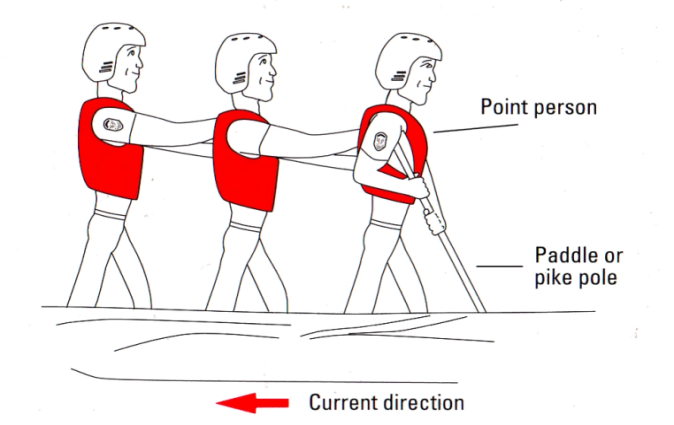 Point person
Paddle or
pike pole
Current direction